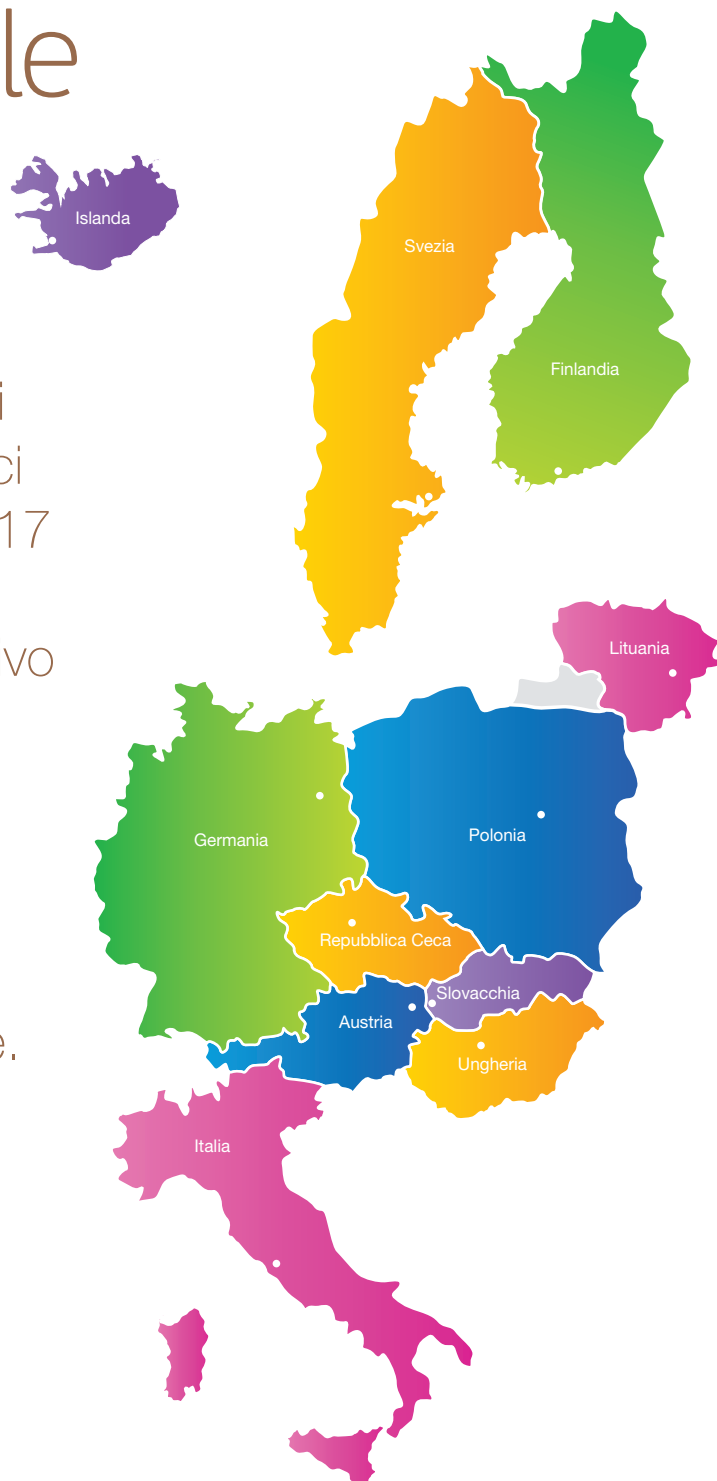 le
Islanda
Svezia
Finlandia
i
ci
17
vo
Lituania
Germania
Polonia
Repubblica Ceca
Slovacchia
Austria
e.
Ungheria
Italia